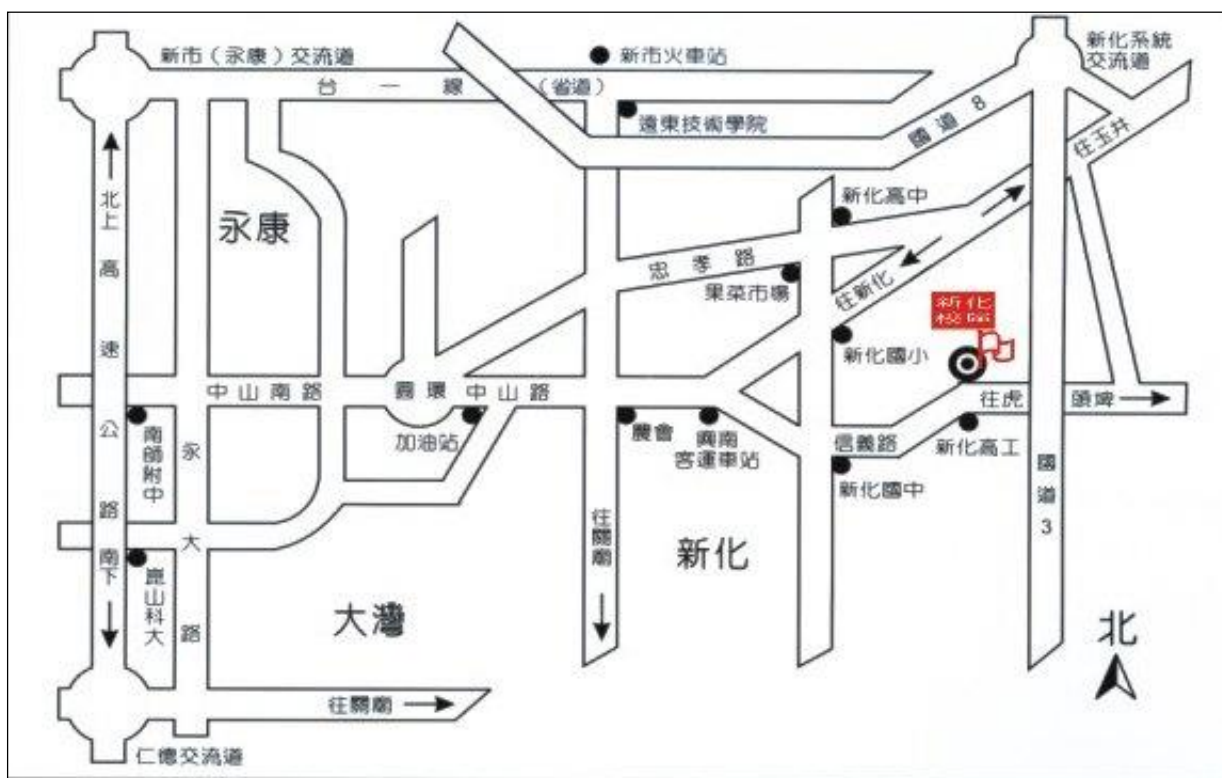 新市（永康）交流道
新市火車站
新化系統
交流道
台一線
（省道）
遠東技術學院
國道 8
往玉井
北上
高速公路
南下
永康
新化高中
忠孝路
果菜市場
往新化
新化
新化國小
中山南路
圓環
中山路
往虎頭埤
南師附中
永大路
加油站
農會
興南
客運車站
信義路
新化高工
新化國中
國道 3
往關廟
新化
崑山科大
大灣
北
往關廟
仁德交流道